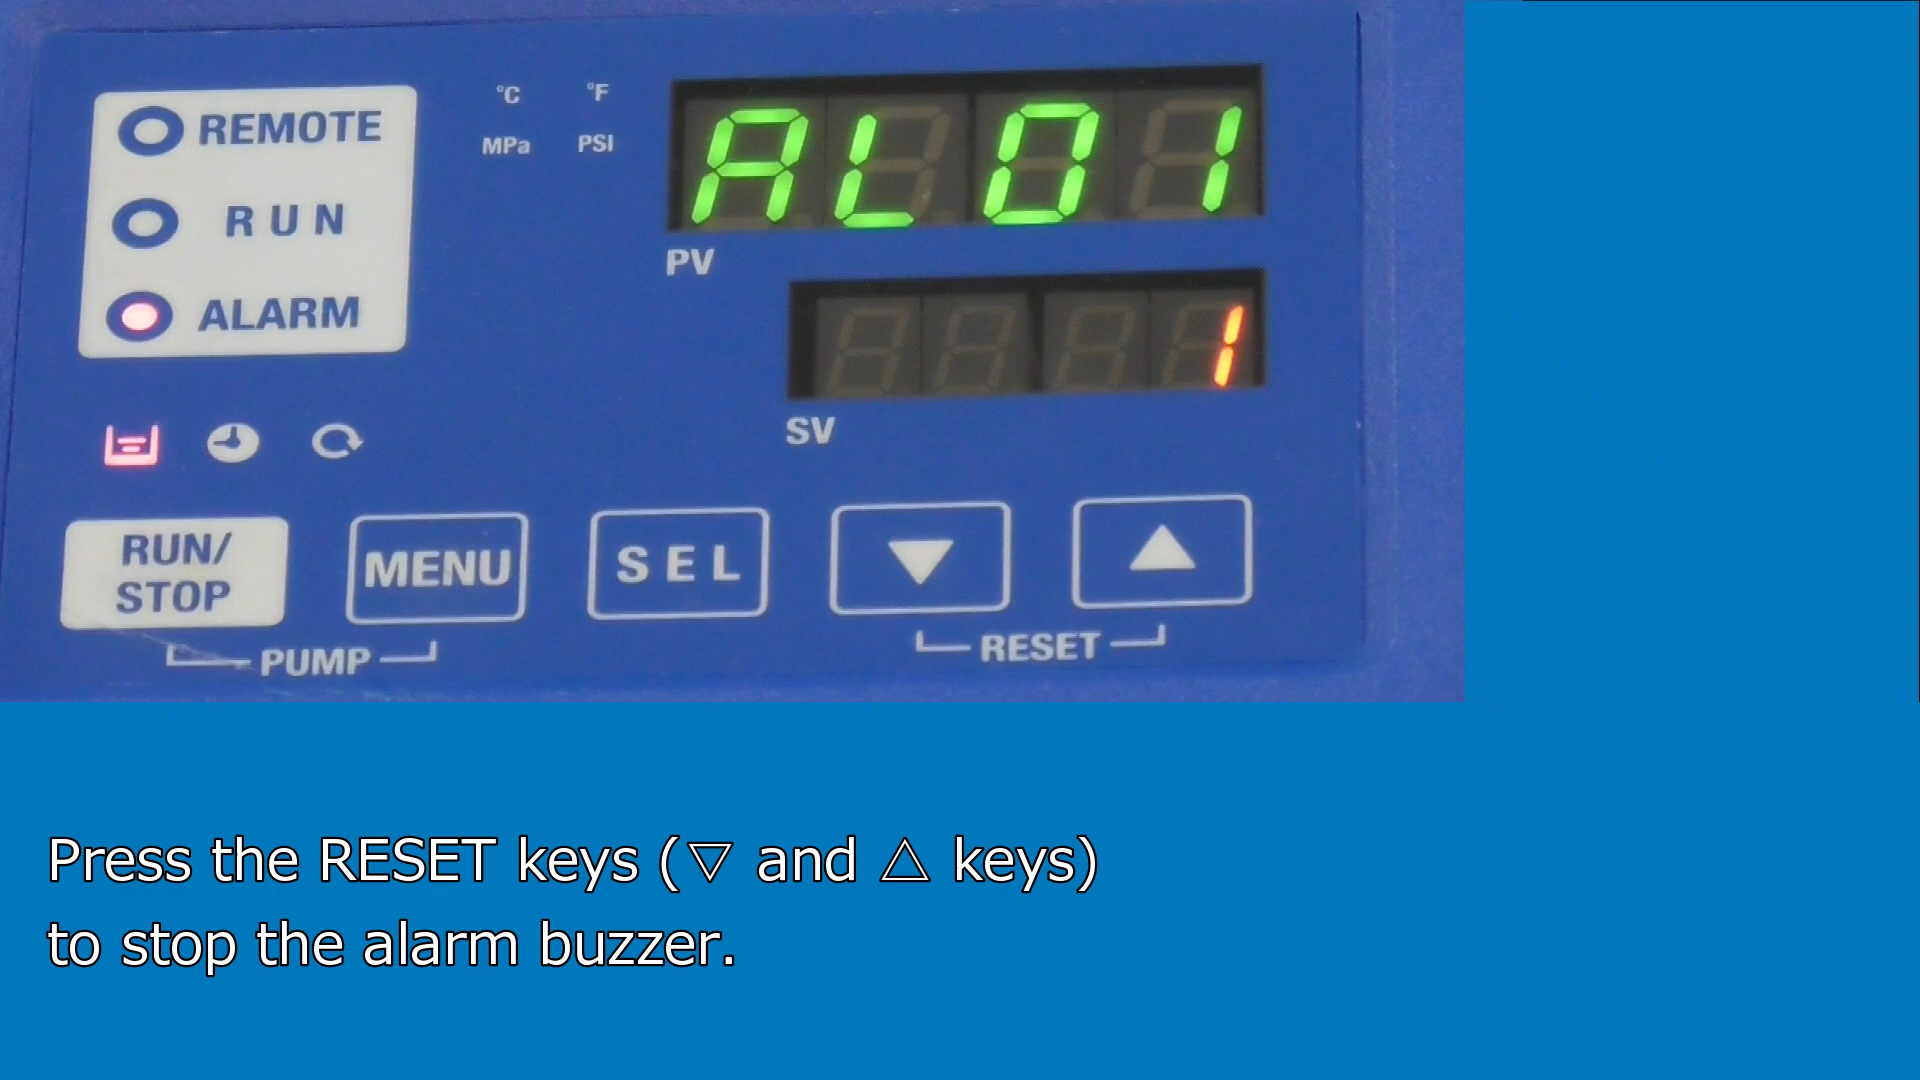 REMOTE
RUN
ALARM
°C °F
MPa PSI
AL01
PV
1
SV
RUN/
STOP
MENU
SEL
▼
▲
PUMP
RESET
Press the RESET keys (▽ and △ keys)
to stop the alarm buzzer.